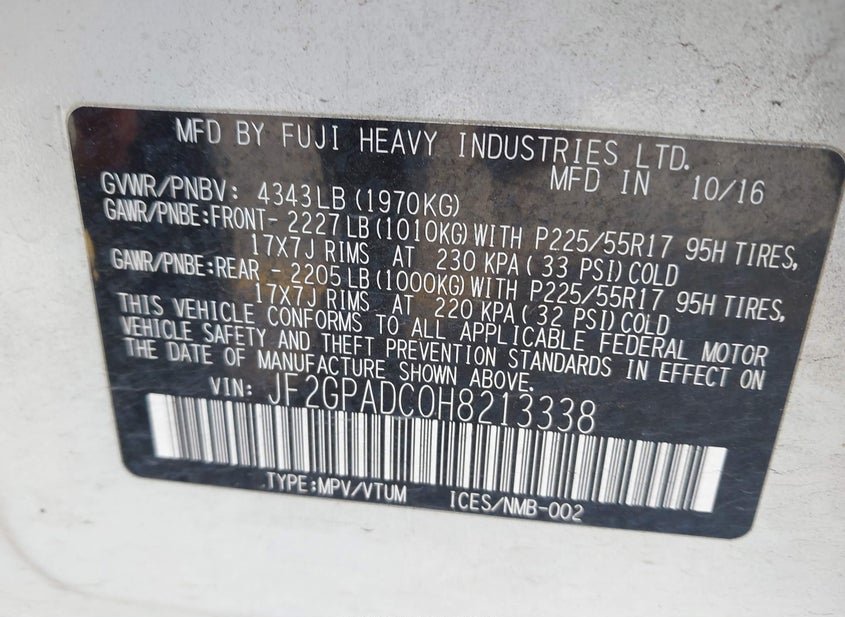 MFD BY FUJI HEAVY INDUSTRIES LTD.
MFD IN 10/16
GVWR/PNBV: 4343LB (1970KG)
GAWR/PNBE:FRONT- 2227LB (1010KG) WITH P225/55R17 95H TIRES,
17X7J RIMS AT 230 KPA (33 PSI) COLD
GAWR/PNBE:REAR - 2205LB (1000KG) WITH P225/55R17 95H TIRES,
17X7J RIMS AT 220 KPA (32 PSI) COLD
THIS VEHICLE CONFORMS TO ALL APPLICABLE FEDERAL MOTOR
VEHICLE SAFETY AND THEFT PREVENTION STANDARDS IN EFFECT ON
THE DATE OF MANUFACTURE SHOWN ABOVE.
VIN: JF2GPADC0H8213338
TYPE:MPV/VTUM ICES/NMB-002